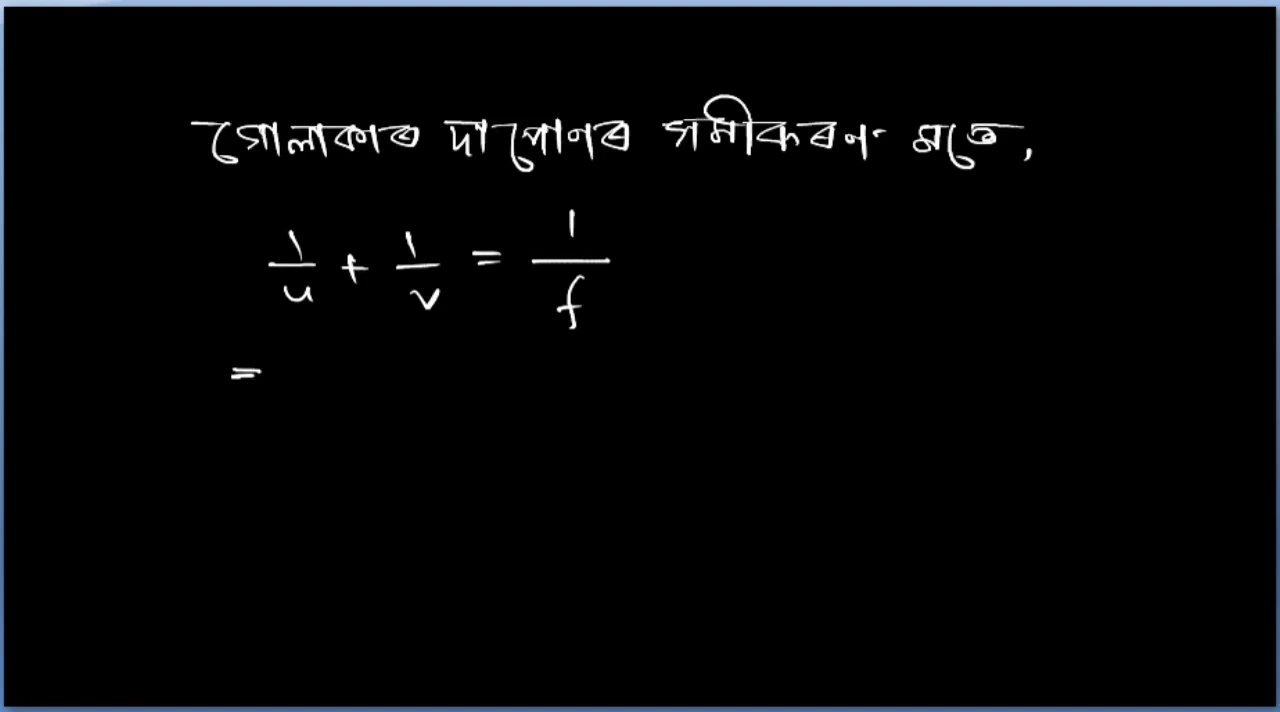 গোলাকাৰ দাপোণৰ সমীকৰণ মতে,
1/u + 1/v = 1/f
=